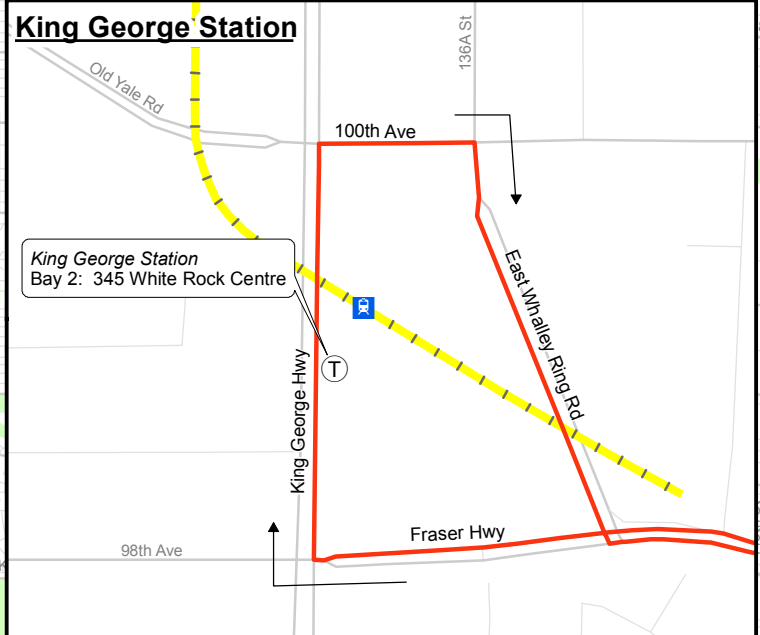 King George Station
136A St
Old Yale Rd
100th Ave
King George Station
Bay 2: 345 White Rock Centre
East Whalley Ring Rd
T
King George Hwy
Fraser Hwy
98th Ave